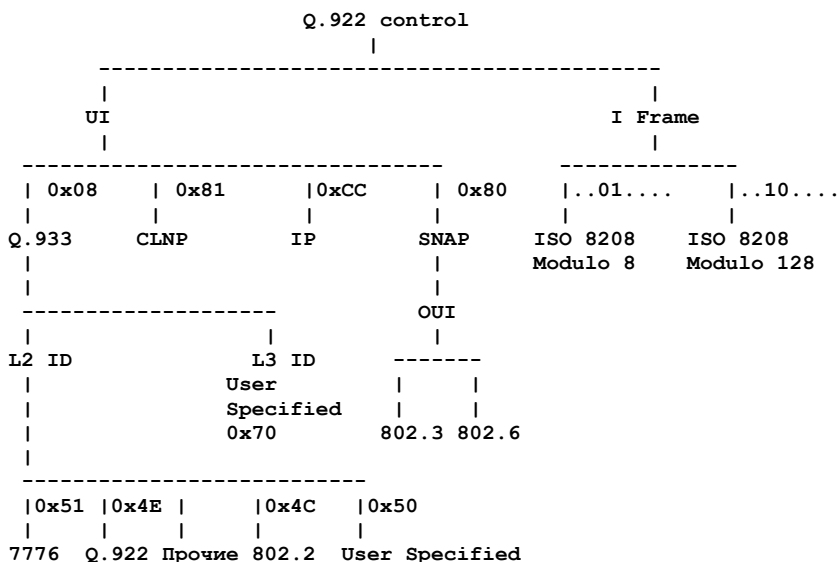 Q.922 control
|
-------------------------------------------
| |
UI I Frame
| |
-------------------------------- --------------
| 0x08 | 0x81 |0xCC | 0x80 |..01.... |..10....
| | | | | |
Q.933 CLNP IP SNAP ISO 8208 ISO 8208
| | Modulo 8 Modulo 128
| |
-------------------- OUI
| | |
L2 ID L3 ID -------
| User | |
| Specified | |
| 0x70 802.3 802.6
|
---------------------------
|0x51 |0x4E | |0x4C |0x50
| | | | |
7776 Q.922 Прочие 802.2 User Specified